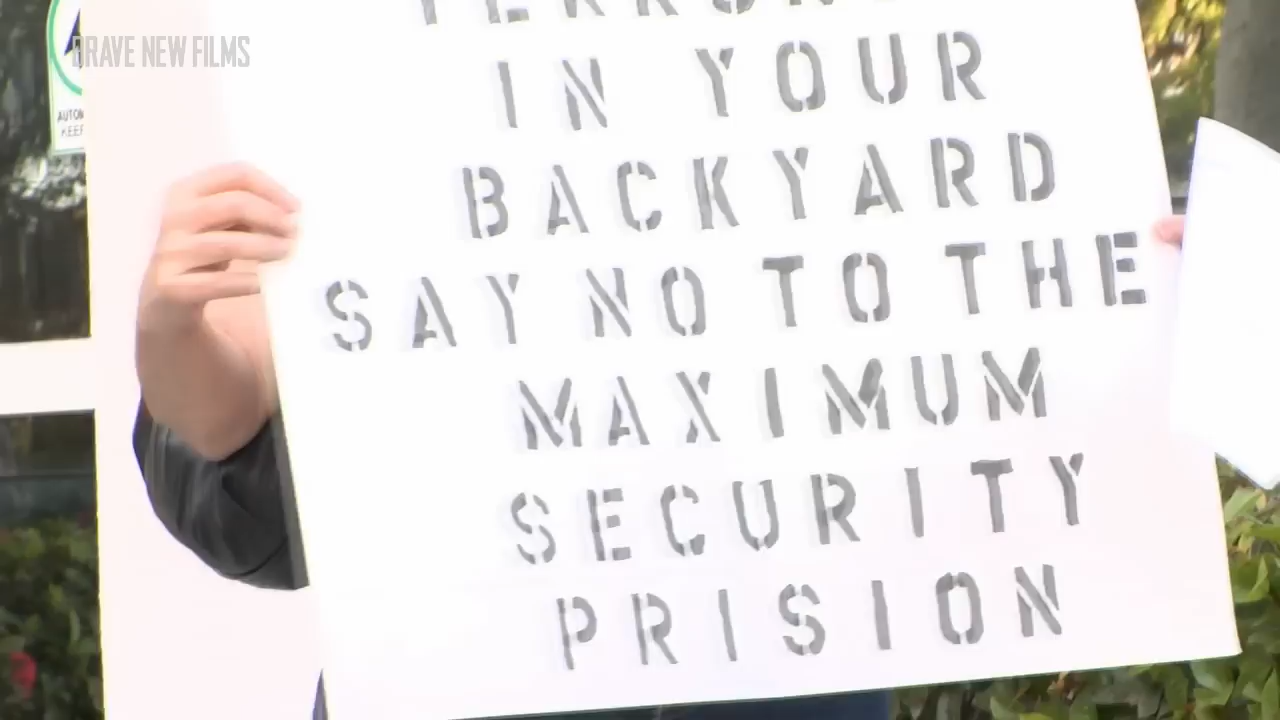 BRAVE NEW FILMS
IN YOUR
BACKYARD
SAY NO TO THE
MAXIMUM
SECURITY
PRISION